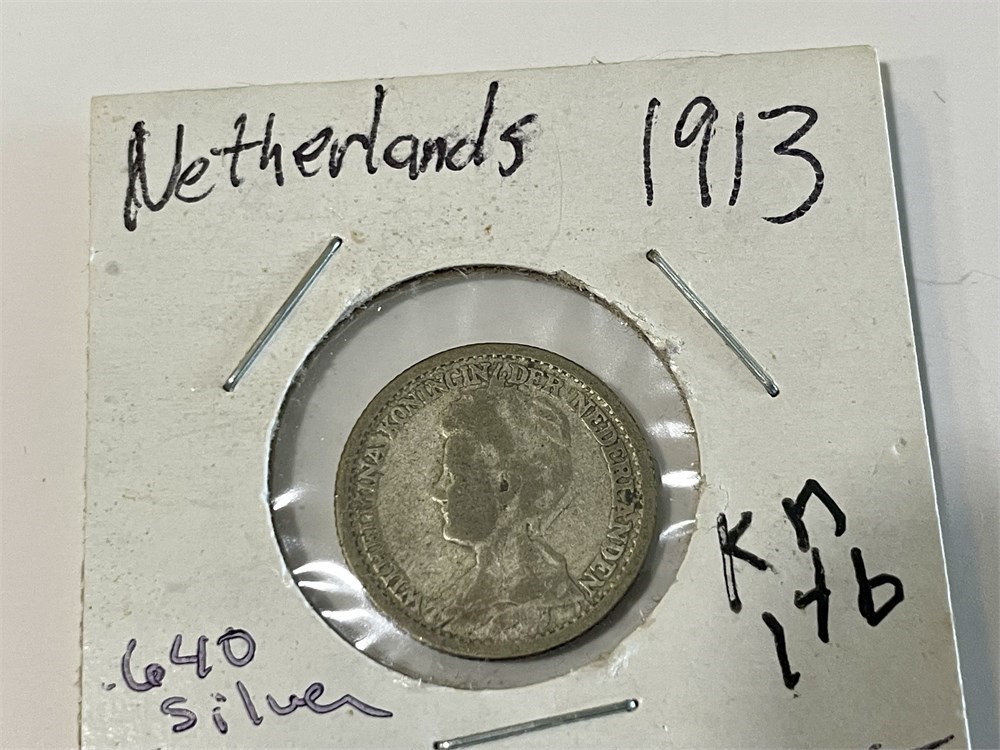 Netherlands 1913
WILHELMINA KONINGIN DER NEDERLANDEN
Km
146
.640
silver